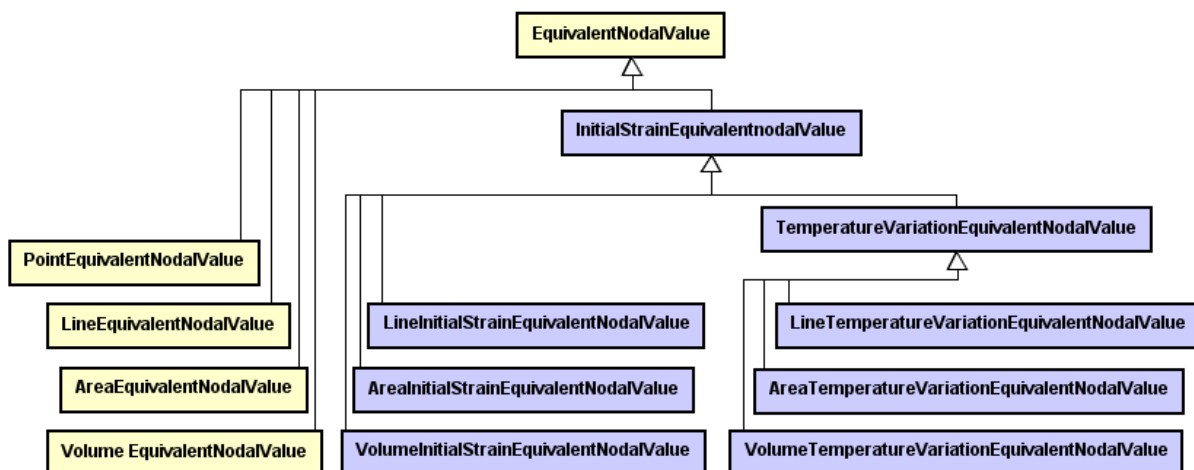 EquivalentNodalValue
InitialStrainEquivalentnodalValue
TemperatureVariationEquivalentNodalValue
PointEquivalentNodalValue
LineEquivalentNodalValue
LineInitialStrainEquivalentNodalValue
LineTemperatureVariationEquivalentNodalValue
AreaEquivalentNodalValue
AreaInitialStrainEquivalentNodalValue
AreaTemperatureVariationEquivalentNodalValue
Volume EquivalentNodalValue
VolumeInitialStrainEquivalentNodalValue
VolumeTemperatureVariationEquivalentNodalValue